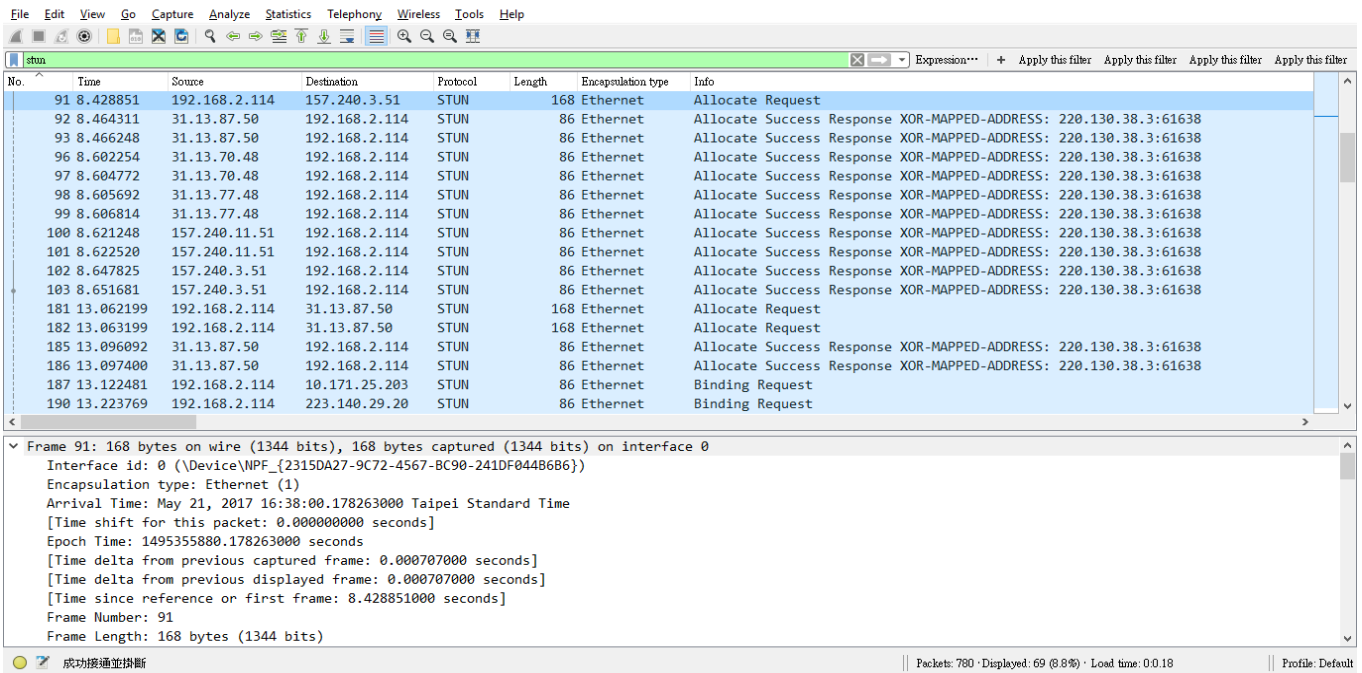 File Edit View Go Capture Analyze Statistics Telephony Wireless Tools Help
stun Expression··· + Apply this filter Apply this filter Apply this filter Apply this filter
No. Time Source Destination Protocol Length Encapsulation type Info
91 8.428851 192.168.2.114 157.240.3.51 STUN 168 Ethernet Allocate Request
92 8.464311 31.13.87.50 192.168.2.114 STUN 86 Ethernet Allocate Success Response XOR-MAPPED-ADDRESS: 220.130.38.3:61638
93 8.466248 31.13.87.50 192.168.2.114 STUN 86 Ethernet Allocate Success Response XOR-MAPPED-ADDRESS: 220.130.38.3:61638
96 8.602254 31.13.70.48 192.168.2.114 STUN 86 Ethernet Allocate Success Response XOR-MAPPED-ADDRESS: 220.130.38.3:61638
97 8.604772 31.13.70.48 192.168.2.114 STUN 86 Ethernet Allocate Success Response XOR-MAPPED-ADDRESS: 220.130.38.3:61638
98 8.605692 31.13.77.48 192.168.2.114 STUN 86 Ethernet Allocate Success Response XOR-MAPPED-ADDRESS: 220.130.38.3:61638
99 8.606814 31.13.77.48 192.168.2.114 STUN 86 Ethernet Allocate Success Response XOR-MAPPED-ADDRESS: 220.130.38.3:61638
100 8.621248 157.240.11.51 192.168.2.114 STUN 86 Ethernet Allocate Success Response XOR-MAPPED-ADDRESS: 220.130.38.3:61638
101 8.622520 157.240.11.51 192.168.2.114 STUN 86 Ethernet Allocate Success Response XOR-MAPPED-ADDRESS: 220.130.38.3:61638
102 8.647825 157.240.3.51 192.168.2.114 STUN 86 Ethernet Allocate Success Response XOR-MAPPED-ADDRESS: 220.130.38.3:61638
103 8.651681 157.240.3.51 192.168.2.114 STUN 86 Ethernet Allocate Success Response XOR-MAPPED-ADDRESS: 220.130.38.3:61638
181 13.062199 192.168.2.114 31.13.87.50 STUN 168 Ethernet Allocate Request
182 13.063199 192.168.2.114 31.13.87.50 STUN 168 Ethernet Allocate Request
185 13.096092 31.13.87.50 192.168.2.114 STUN 86 Ethernet Allocate Success Response XOR-MAPPED-ADDRESS: 220.130.38.3:61638
186 13.097400 31.13.87.50 192.168.2.114 STUN 86 Ethernet Allocate Success Response XOR-MAPPED-ADDRESS: 220.130.38.3:61638
187 13.122481 192.168.2.114 10.171.25.203 STUN 86 Ethernet Binding Request
190 13.223769 192.168.2.114 223.140.29.20 STUN 86 Ethernet Binding Request
Frame 91: 168 bytes on wire (1344 bits), 168 bytes captured (1344 bits) on interface 0
Interface id: 0 (\Device\NPF_{2315DA27-9C72-4567-BC90-241DF044B6B6})
Encapsulation type: Ethernet (1)
Arrival Time: May 21, 2017 16:38:00.178263000 Taipei Standard Time
[Time shift for this packet: 0.000000000 seconds]
Epoch Time: 1495355880.178263000 seconds
[Time delta from previous captured frame: 0.000707000 seconds]
[Time delta from previous displayed frame: 0.000707000 seconds]
[Time since reference or first frame: 8.428851000 seconds]
Frame Number: 91
Frame Length: 168 bytes (1344 bits)
成功接通並掛斷 Packets: 780 · Displayed: 69 (8.8%) · Load time: 0:0.18 Profile: Default